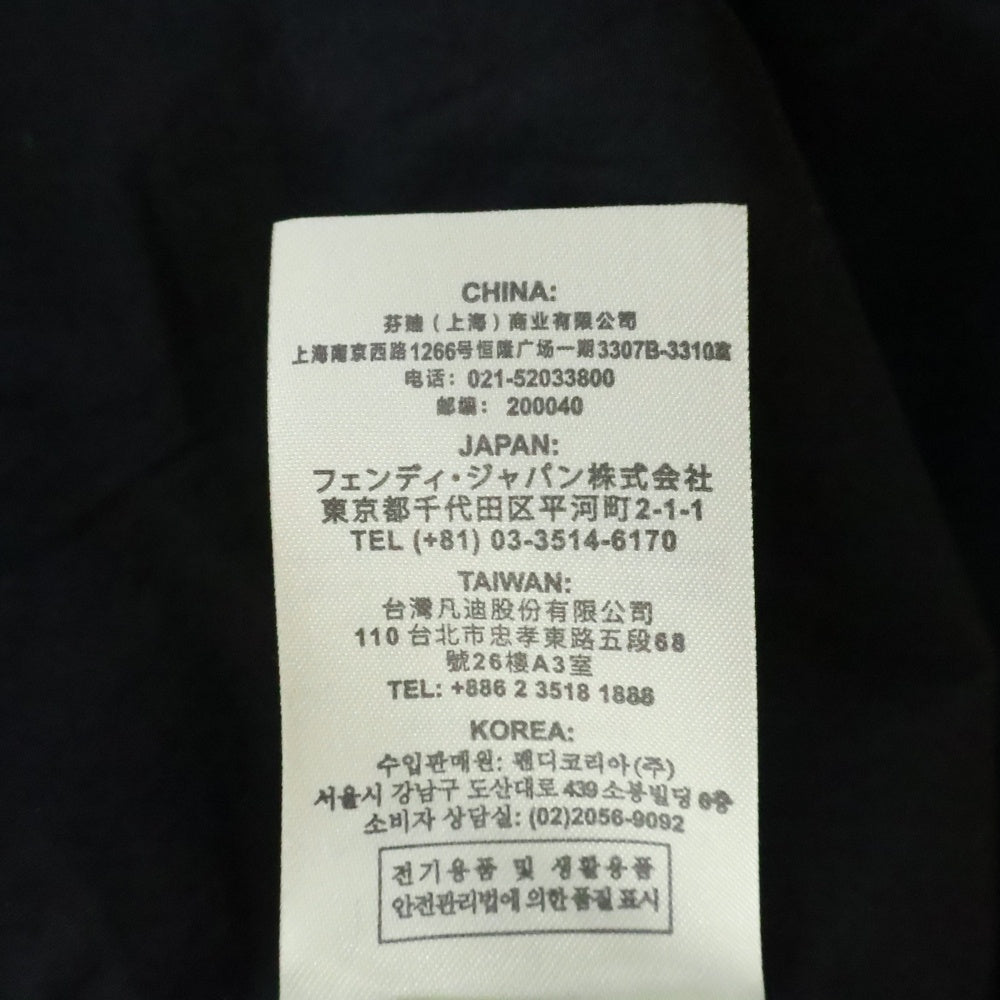 CHINA:
芬迪（上海）商业有限公司
上海南京西路1266号恒隆广场一期3307B-3310室
电话：021-52033800
邮编：200040
JAPAN:
フェンディ・ジャパン株式会社
東京都千代田区平河町2-1-1
TEL (+81) 03-3514-6170
TAIWAN:
台灣凡迪股份有限公司
110 台北市忠孝東路五段68
號26樓A3室
TEL: +886 2 3518 1888
KOREA:
수입판매원: 펜디코리아(주)
서울시 강남구 도산대로 439 소봉빌딩 6층
소비자 상담실: (02)2056-9092
전기용품 및 생활용품
안전관리법에 의한 품질 표시